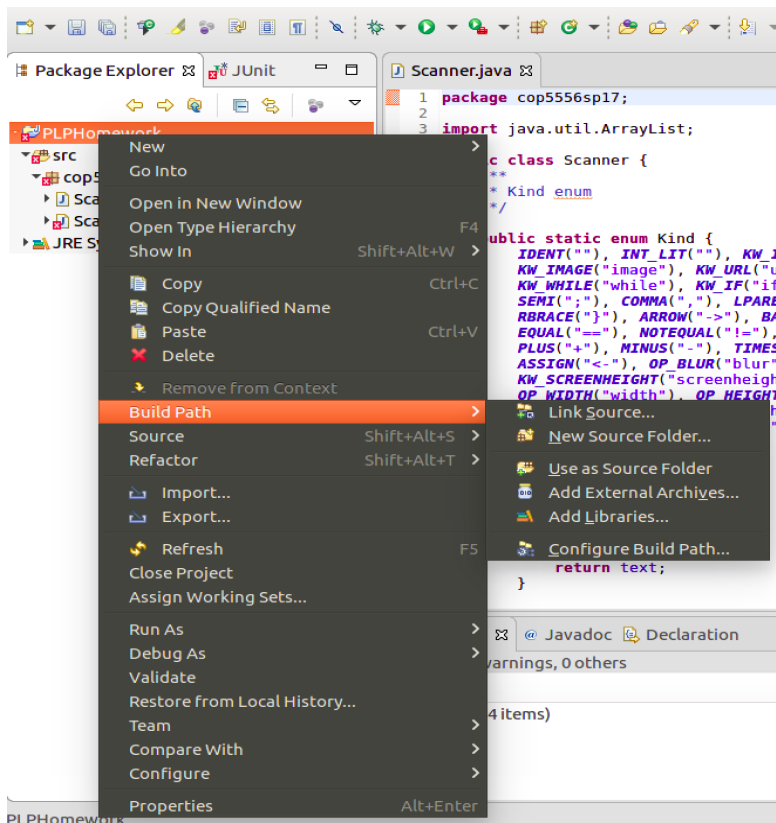 Package Explorer
JUnit
Scanner.java
1 package cop5556sp17;
2
3 import java.util.ArrayList;
PLPHomework
src
JRE
New
Go Into
Open in New Window
Open Type Hierarchy F4
Show In Shift+Alt+W
Copy Ctrl+C
Copy Qualified Name
Paste Ctrl+V
Delete
Remove from Context
Build Path
Source Shift+Alt+S
Refactor Shift+Alt+T
Import...
Export...
Refresh F5
Close Project
Assign Working Sets...
Run As
Debug As
Validate
Restore from Local History...
Team
Compare With
Configure
Properties Alt+Enter
Link Source...
New Source Folder...
Use as Source Folder
Add External Archives...
Add Libraries...
Configure Build Path...
class Scanner {
**
* Kind enum
*/
static enum Kind {
IDENT(""), INT_LIT(""),
KW_IMAGE("image"), KW_URL("u
KW_WHILE("while"), KW_IF("if
SEMI(";"), COMMA(","), LPARE
RBRACE("}"), ARROW("->"), BA
EQUAL("=="), NOTEQUAL("!="),
PLUS("+"), MINUS("-"), TIMES
ASSIGN("<-"), OP_BLUR("blur"
KW_SCREENHEIGHT("screenheigh
OP_WIDTH("width"), OP_HEIGHT
return text;
}
@ Javadoc
Declaration
warnings, 0 others
4 items)
PLPHomework